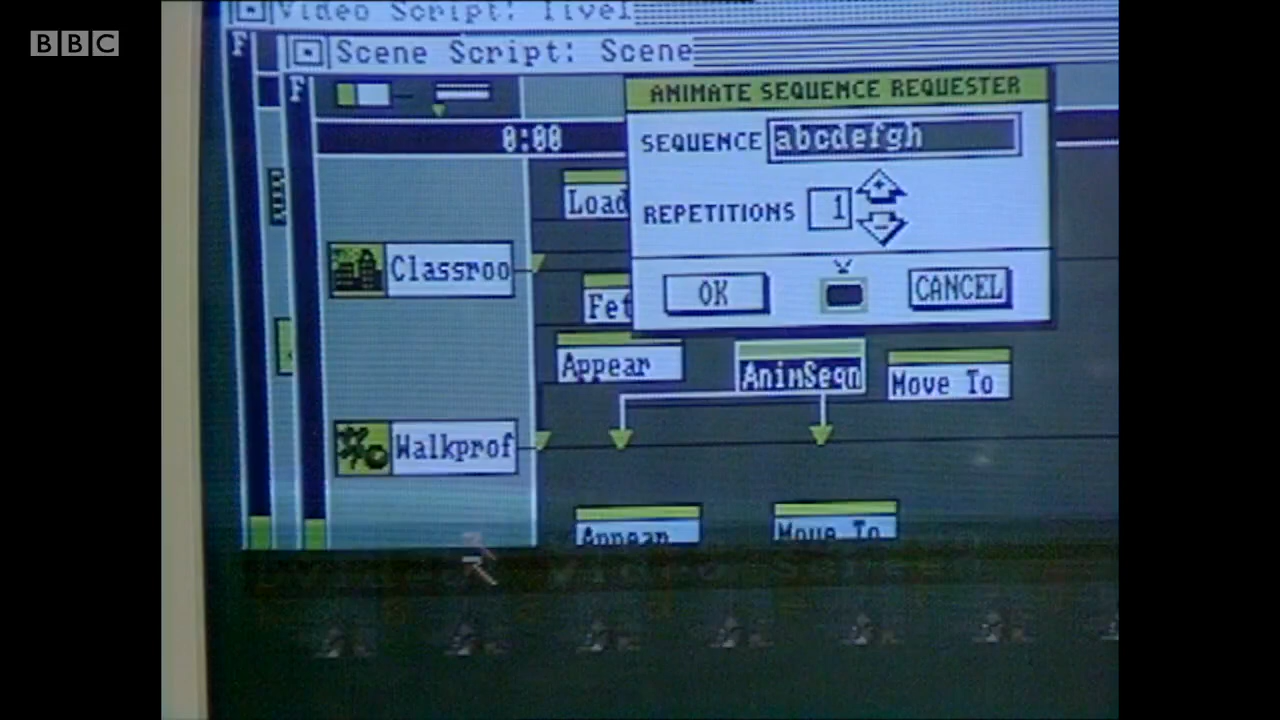 BBC
Video Script: Tivel
F
Scene Script: Scene
F
ANIMATE SEQUENCE REQUESTER
0:00
SEQUENCE abcdefgh
Load
REPETITIONS 1
Classroo
OK
CANCEL
Fet
Appear
AnimSeqn
Move To
Walkprof
Appear
Move To